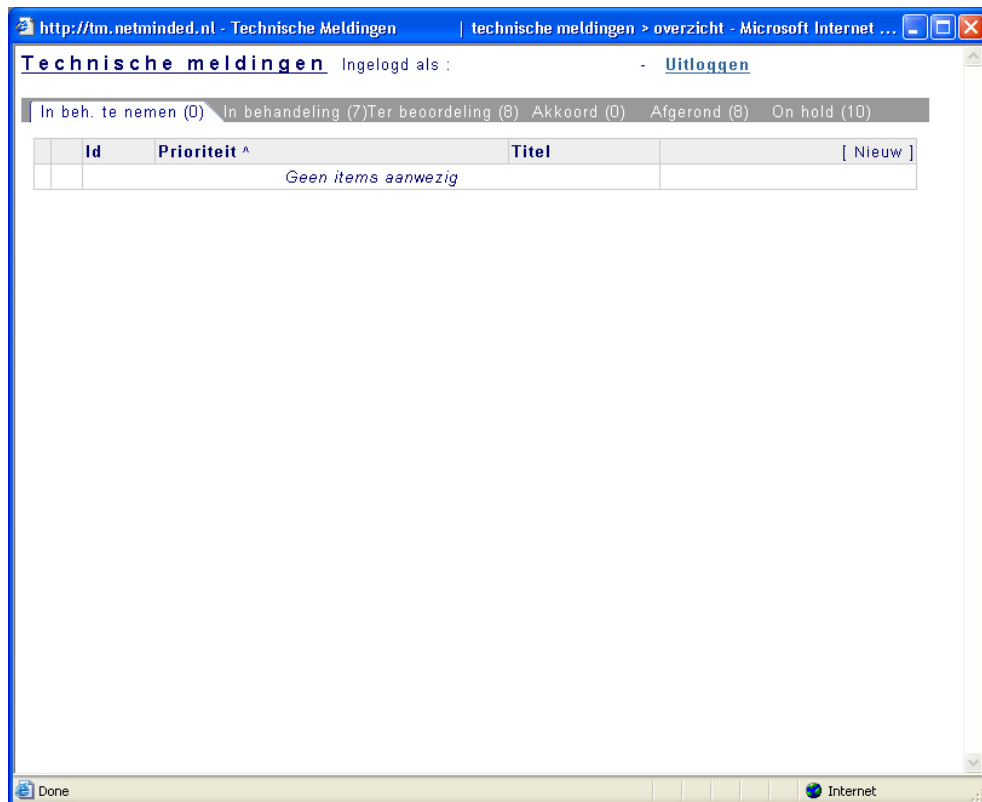 http://tm.netminded.nl - Technische Meldingen | technische meldingen > overzicht - Microsoft Internet ...
Technische meldingen Ingelogd als : - Uitloggen
In beh. te nemen (0) In behandeling (7) Ter beoordeling (8) Akkoord (0) Afgerond (8) On hold (10)
Id Prioriteit ^ Titel [ Nieuw ]
Geen items aanwezig
Done Internet